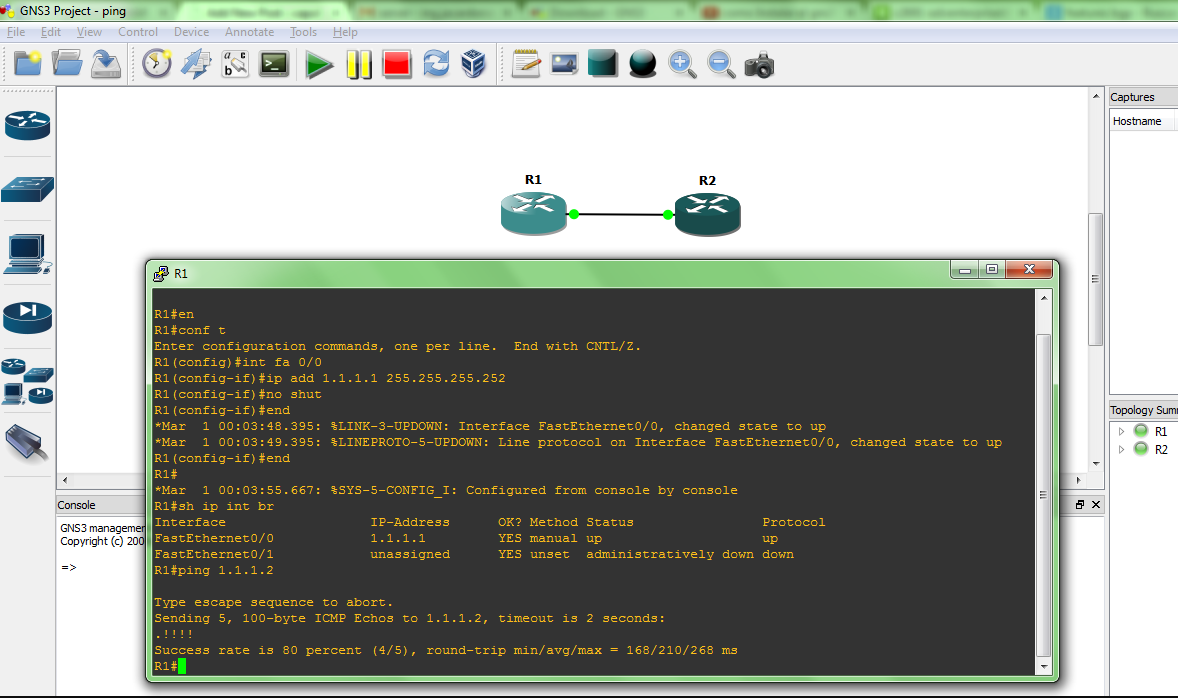 GNS3 Project - ping
File Edit View Control Device Annotate Tools Help
Captures
Hostname
R1
R2
R1
R1#en
R1#conf t
Enter configuration commands, one per line.  End with CNTL/Z.
R1(config)#int fa 0/0
R1(config-if)#ip add 1.1.1.1 255.255.255.252
R1(config-if)#no shut
R1(config-if)#end
*Mar  1 00:03:48.395: %LINK-3-UPDOWN: Interface FastEthernet0/0, changed state to up
*Mar  1 00:03:49.395: %LINEPROTO-5-UPDOWN: Line protocol on Interface FastEthernet0/0, changed state to up
R1(config-if)#end
R1#
*Mar  1 00:03:55.667: %SYS-5-CONFIG_I: Configured from console by console
R1#sh ip int br
Interface                  IP-Address      OK? Method Status                Protocol
FastEthernet0/0            1.1.1.1         YES manual up                    up
FastEthernet0/1            unassigned      YES unset  administratively down down
R1#ping 1.1.1.2
Type escape sequence to abort.
Sending 5, 100-byte ICMP Echos to 1.1.1.2, timeout is 2 seconds:
.!!!!
Success rate is 80 percent (4/5), round-trip min/avg/max = 168/210/268 ms
R1#
Topology Sum
R1
R2
Console
GNS3 managemen
Copyright (c) 200
=>